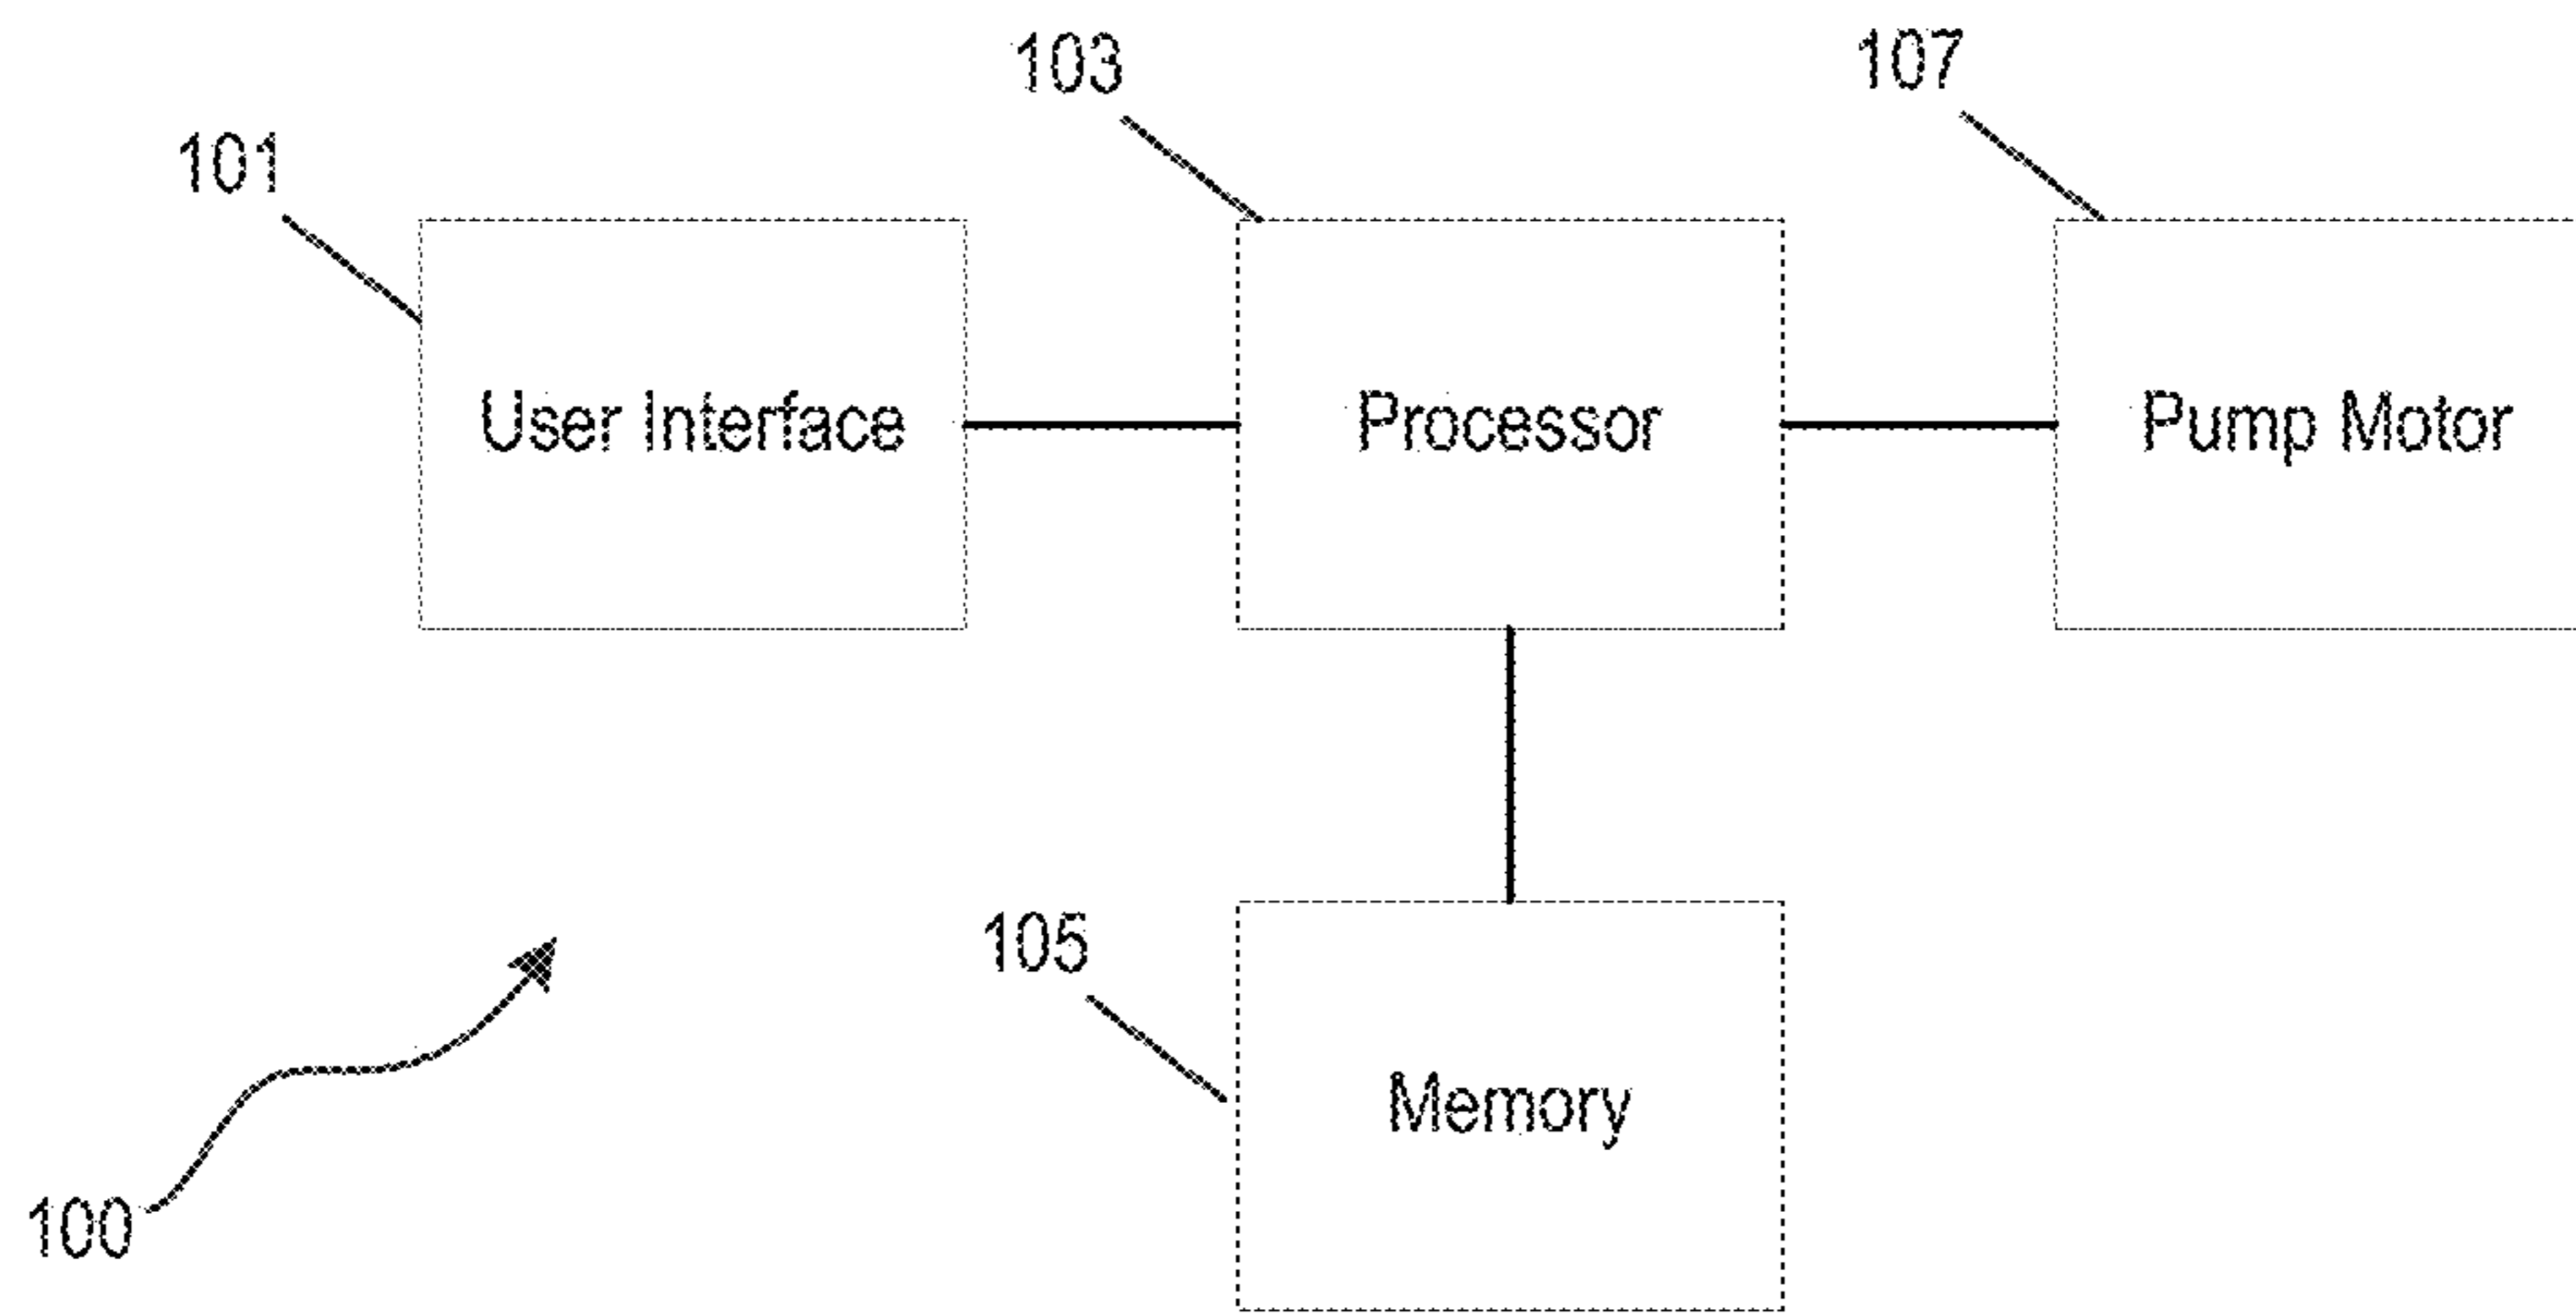 103
107
101
User Interface
Processor
Pump Motor
105
Memory
100